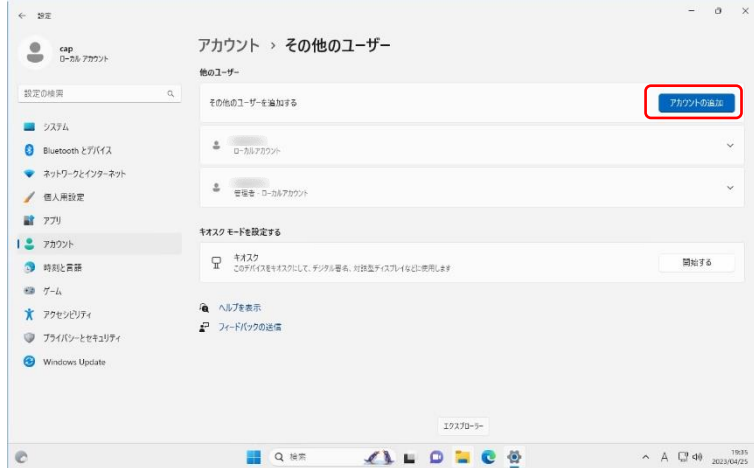 ← 設定
cap
ローカル アカウント
設定の検索
システム
Bluetooth とデバイス
ネットワークとインターネット
個人用設定
アプリ
アカウント
時刻と言語
ゲーム
アクセシビリティ
プライバシーとセキュリティ
Windows Update
アカウント › その他のユーザー
他のユーザー
その他のユーザーを追加する
アカウントの追加
ローカルアカウント
管理者 - ローカルアカウント
キオスク モードを設定する
キオスク
このデバイスをキオスクにして、デジタル署名、対話型ディスプレイなどに使用します
開始する
ヘルプを表示
フィードバックの送信
エクスプローラー
検索
A
19:35
2023/04/25